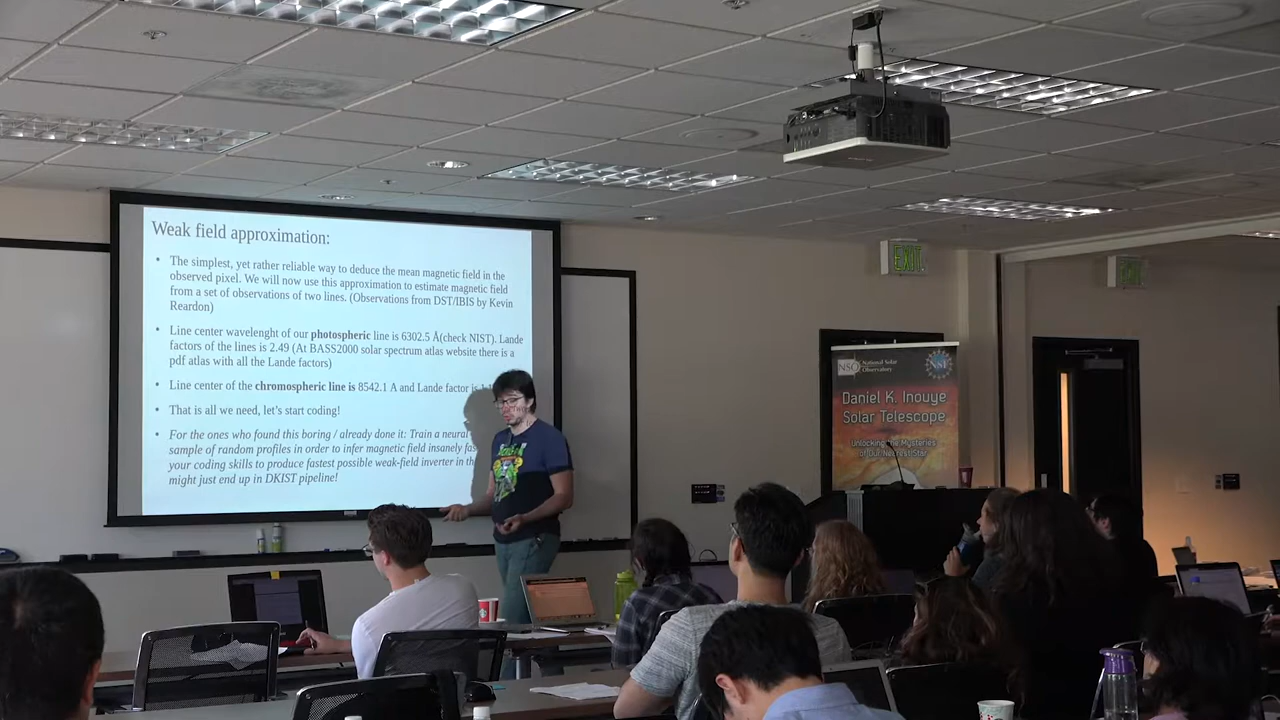 Weak field approximation:
• The simplest, yet rather reliable way to deduce the mean magnetic field in the
observed pixel. We will now use this approximation to estimate magnetic field
from a set of observations of two lines. (Observations from DST/IBIS by Kevin
Reardon)
• Line center wavelenght of our photospheric line is 6302.5 Å(check NIST). Lande
factors of the lines is 2.49 (At BASS2000 solar spectrum atlas website there is a
pdf atlas with all the Lande factors)
• Line center of the chromospheric line is 8542.1 A and Lande factor is
• That is all we need, let's start coding!
• For the ones who found this boring / already done it: Train a neural
sample of random profiles in order to infer magnetic field insanely
your coding skills to produce fastest possible weak-field inverter in
might just end up in DKIST pipeline!
EXIT
EXIT
NSO
National Solar
Observatory
NSF
Daniel K. Inouye
Solar Telescope
Unlocking the Mysteries
of Our Nearest Star